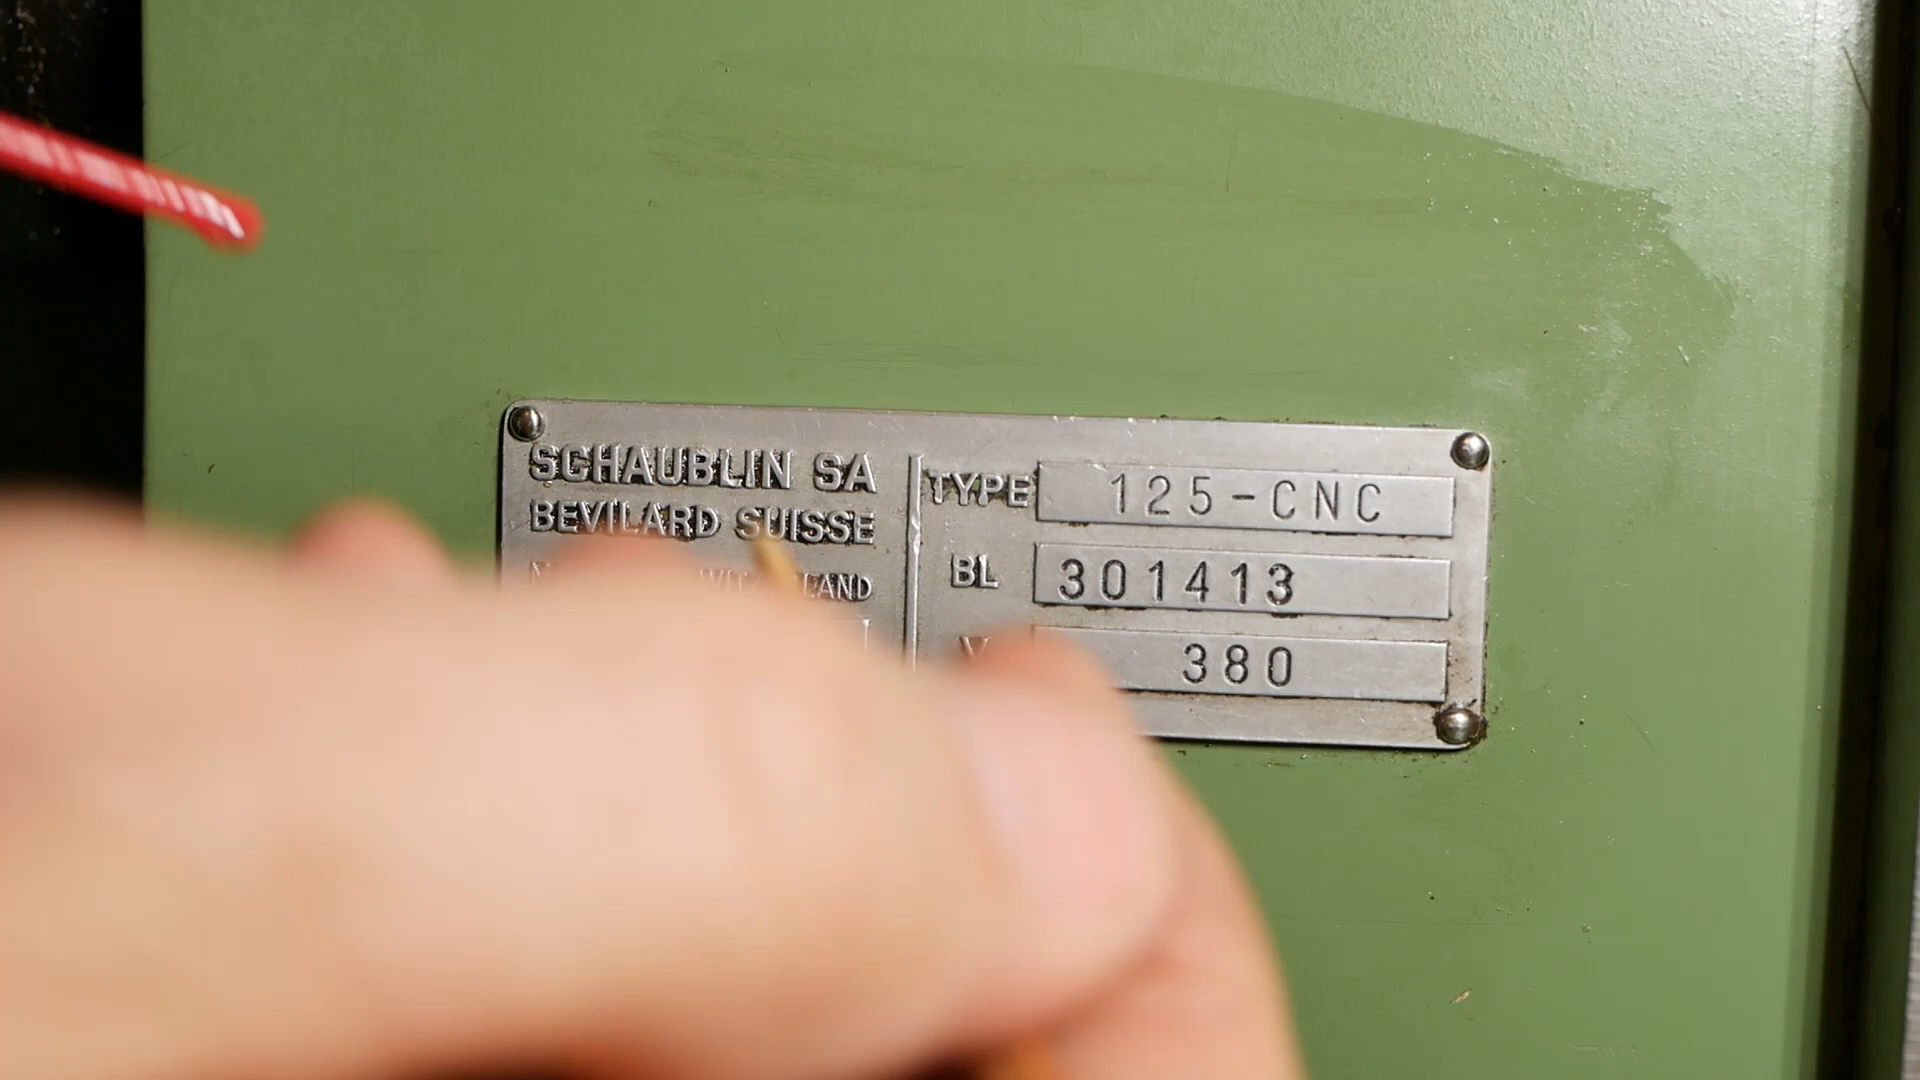 SCHAUBLIN SA
BEVILARD SUISSE
TYPE 125-CNC
BL 301413
V 380